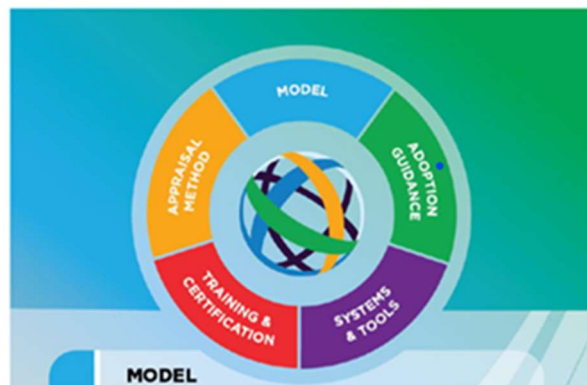 MODEL
ADOPTION
GUIDANCE
SYSTEMS
& TOOLS
TRAINING &
CERTIFICATION
APPRAISAL
METHOD
MODEL